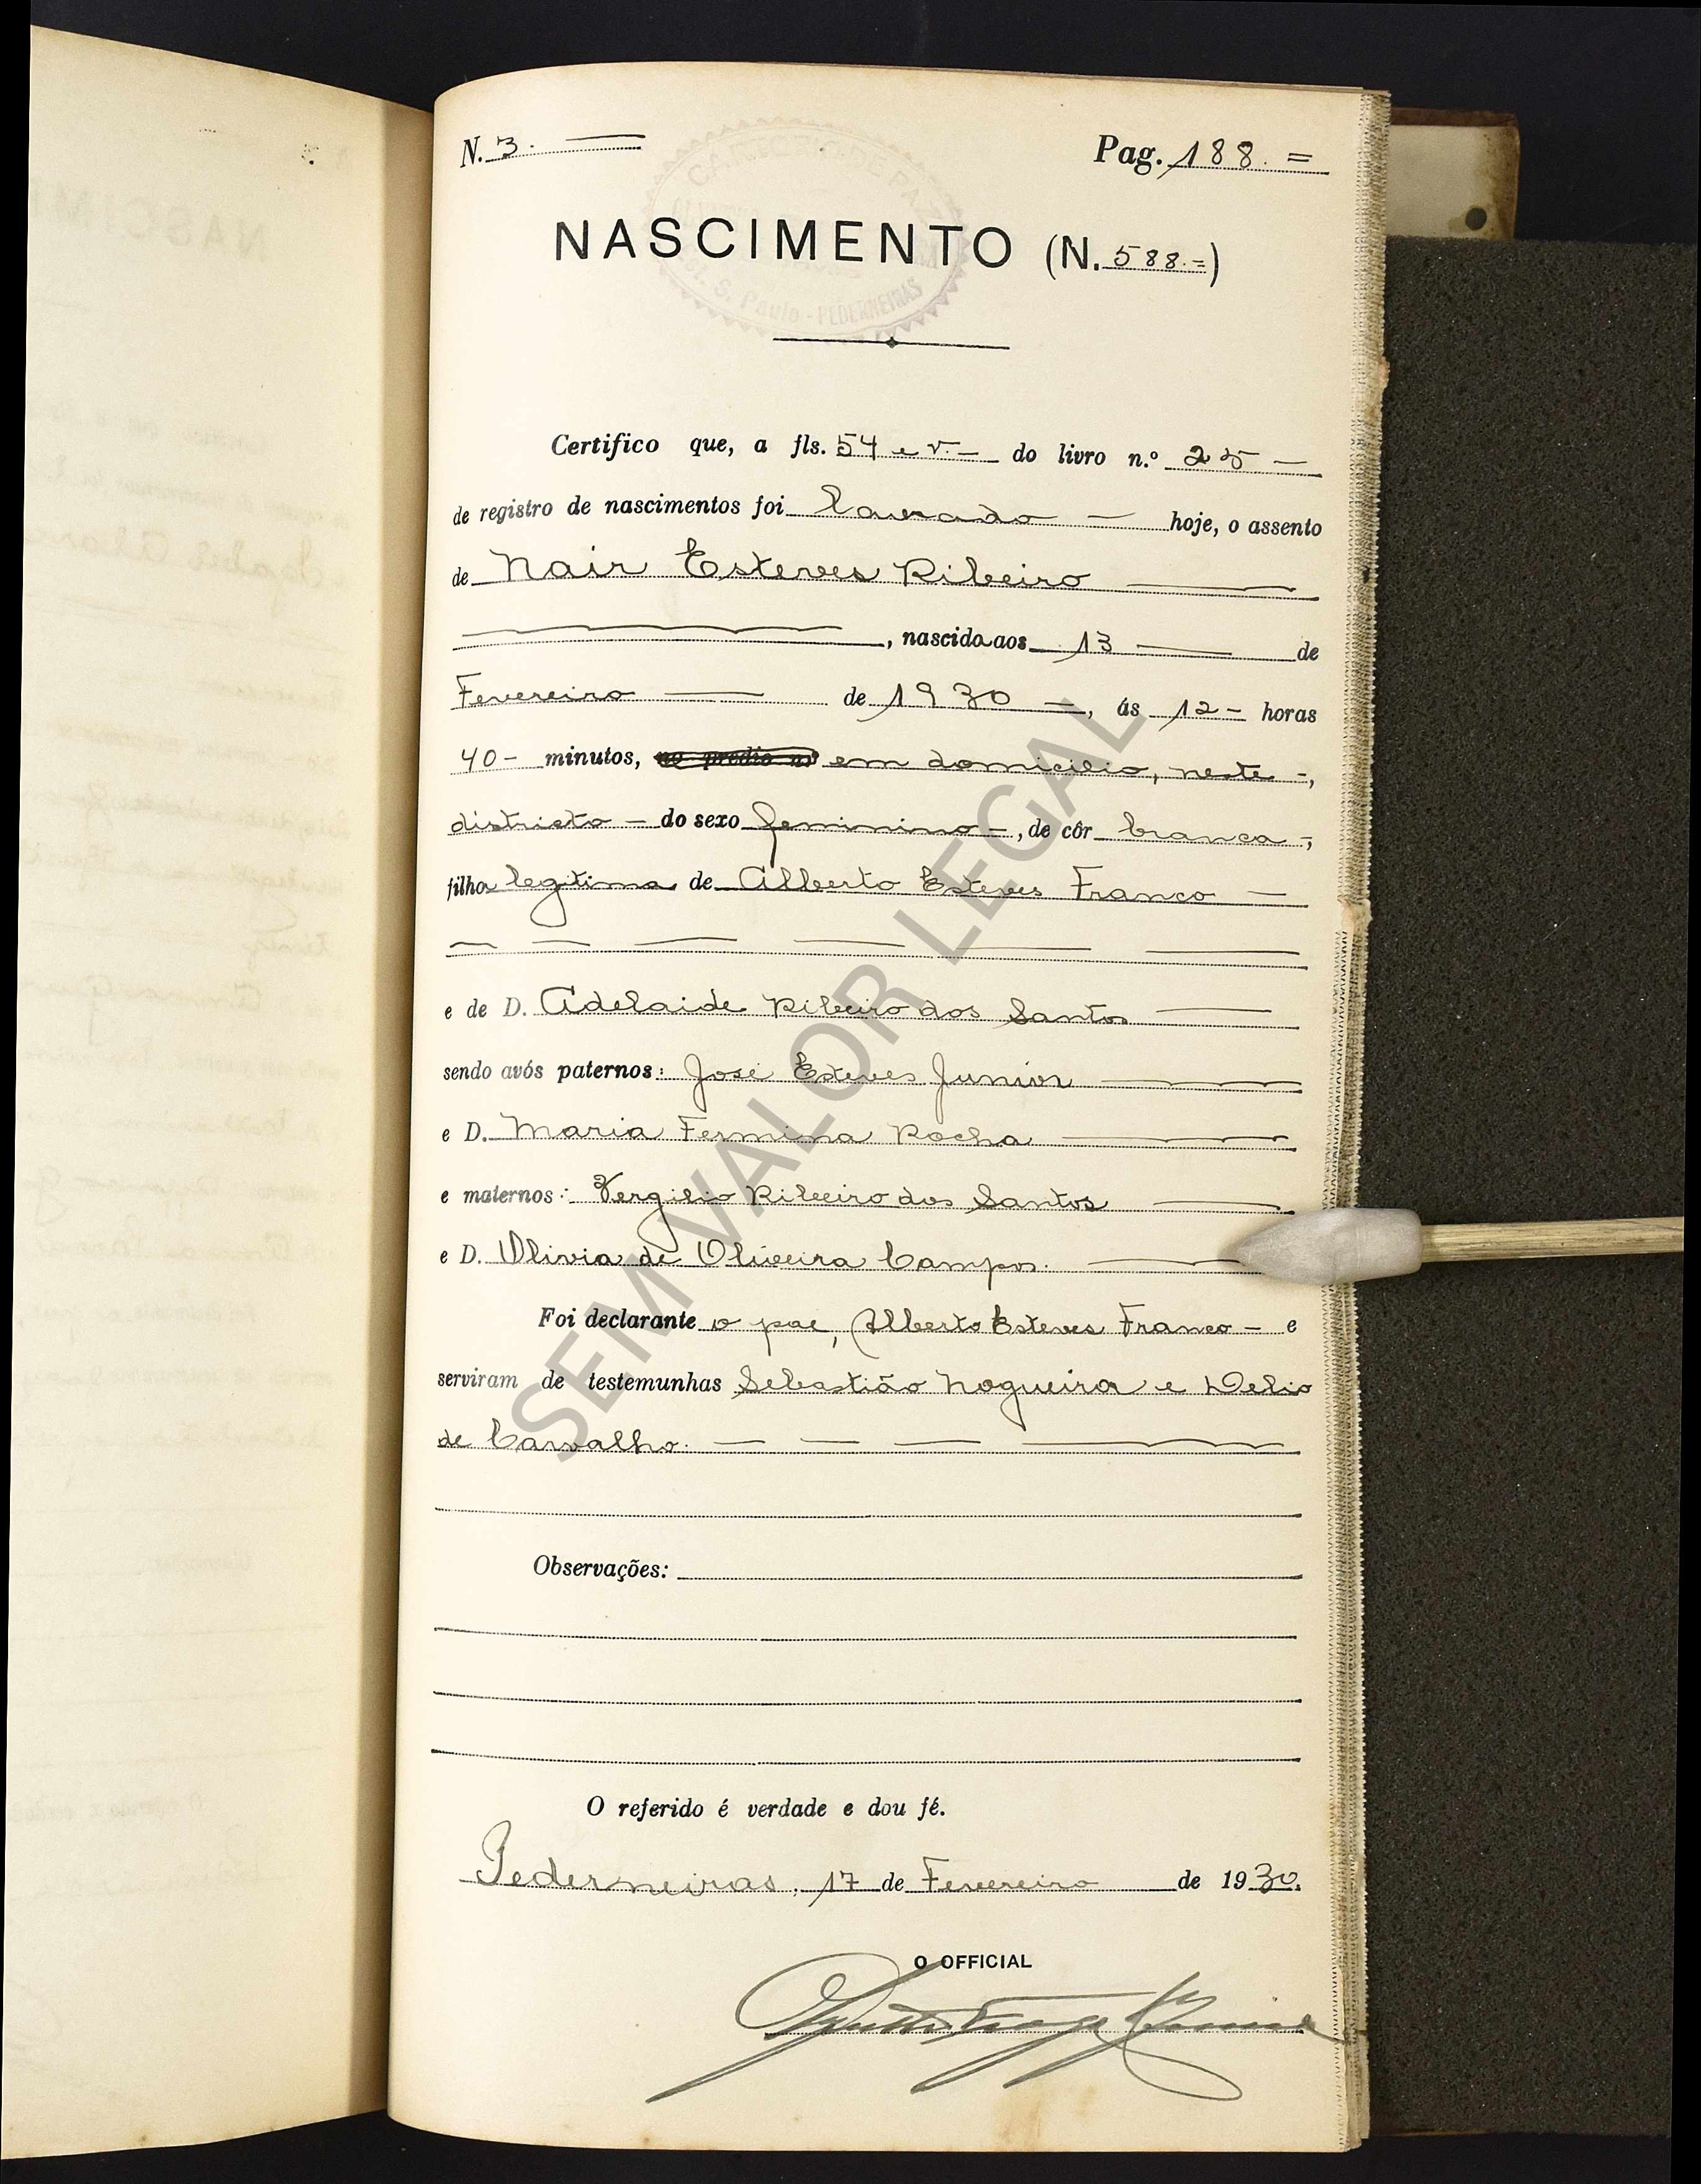 N. 3. Pag. 188. =
NASCIMENTO (N. 588.=)
Est. S. Paulo - PEDERNEIRAS
Certifico que, a fls. 54 e v.- do livro n.º 25 -
de registro de nascimentos foi lavrado - hoje, o assento
de Nair Esteves Ribeiro
, nascida aos 13 de
Fevereiro de 1930 -, ás 12 - horas
40 - minutos, no predio nº em domicilio, neste -,
districto - do sexo feminino -, de côr branca -,
filha legitima de Alberto Esteves Franco -
e de D. Adelaide Ribeiro dos Santos
sendo avós paternos: José Esteves Junior
e D. Maria Fermina Rocha
e maternos: Vergilio Ribeiro dos Santos
e D. Olivia de Oliveira Campos.
Foi declarante o pae, Alberto Esteves Franco - e
serviram de testemunhas Sebastião Nogueira e Delio
de Carvalho.
Observações:
O referido é verdade e dou fé.
Pederneiras, 17 de Fevereiro de 1930.
O OFFICIAL
SEM VALOR LEGAL